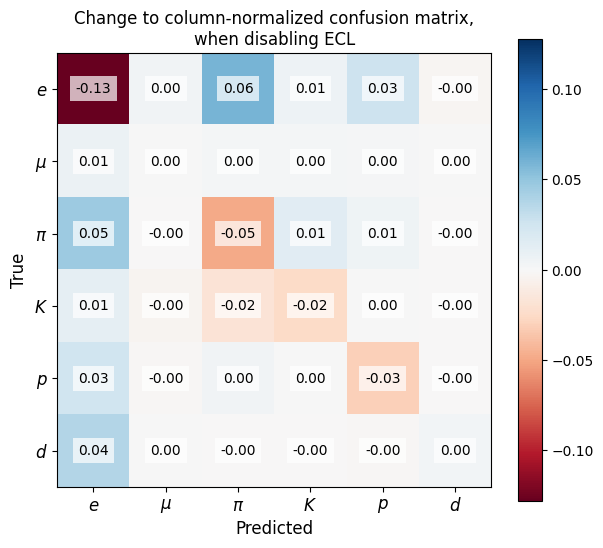 Change to column-normalized confusion matrix,
when disabling ECL
e -0.13 0.00 0.06 0.01 0.03 -0.00
μ 0.01 0.00 0.00 0.00 0.00 0.00
π 0.05 -0.00 -0.05 0.01 0.01 -0.00
K 0.01 -0.00 -0.02 -0.02 0.00 -0.00
p 0.03 -0.00 0.00 0.00 -0.03 -0.00
d 0.04 0.00 -0.00 -0.00 -0.00 0.00
e μ π K p d
Predicted
True
0.10
0.05
0.00
-0.05
-0.10